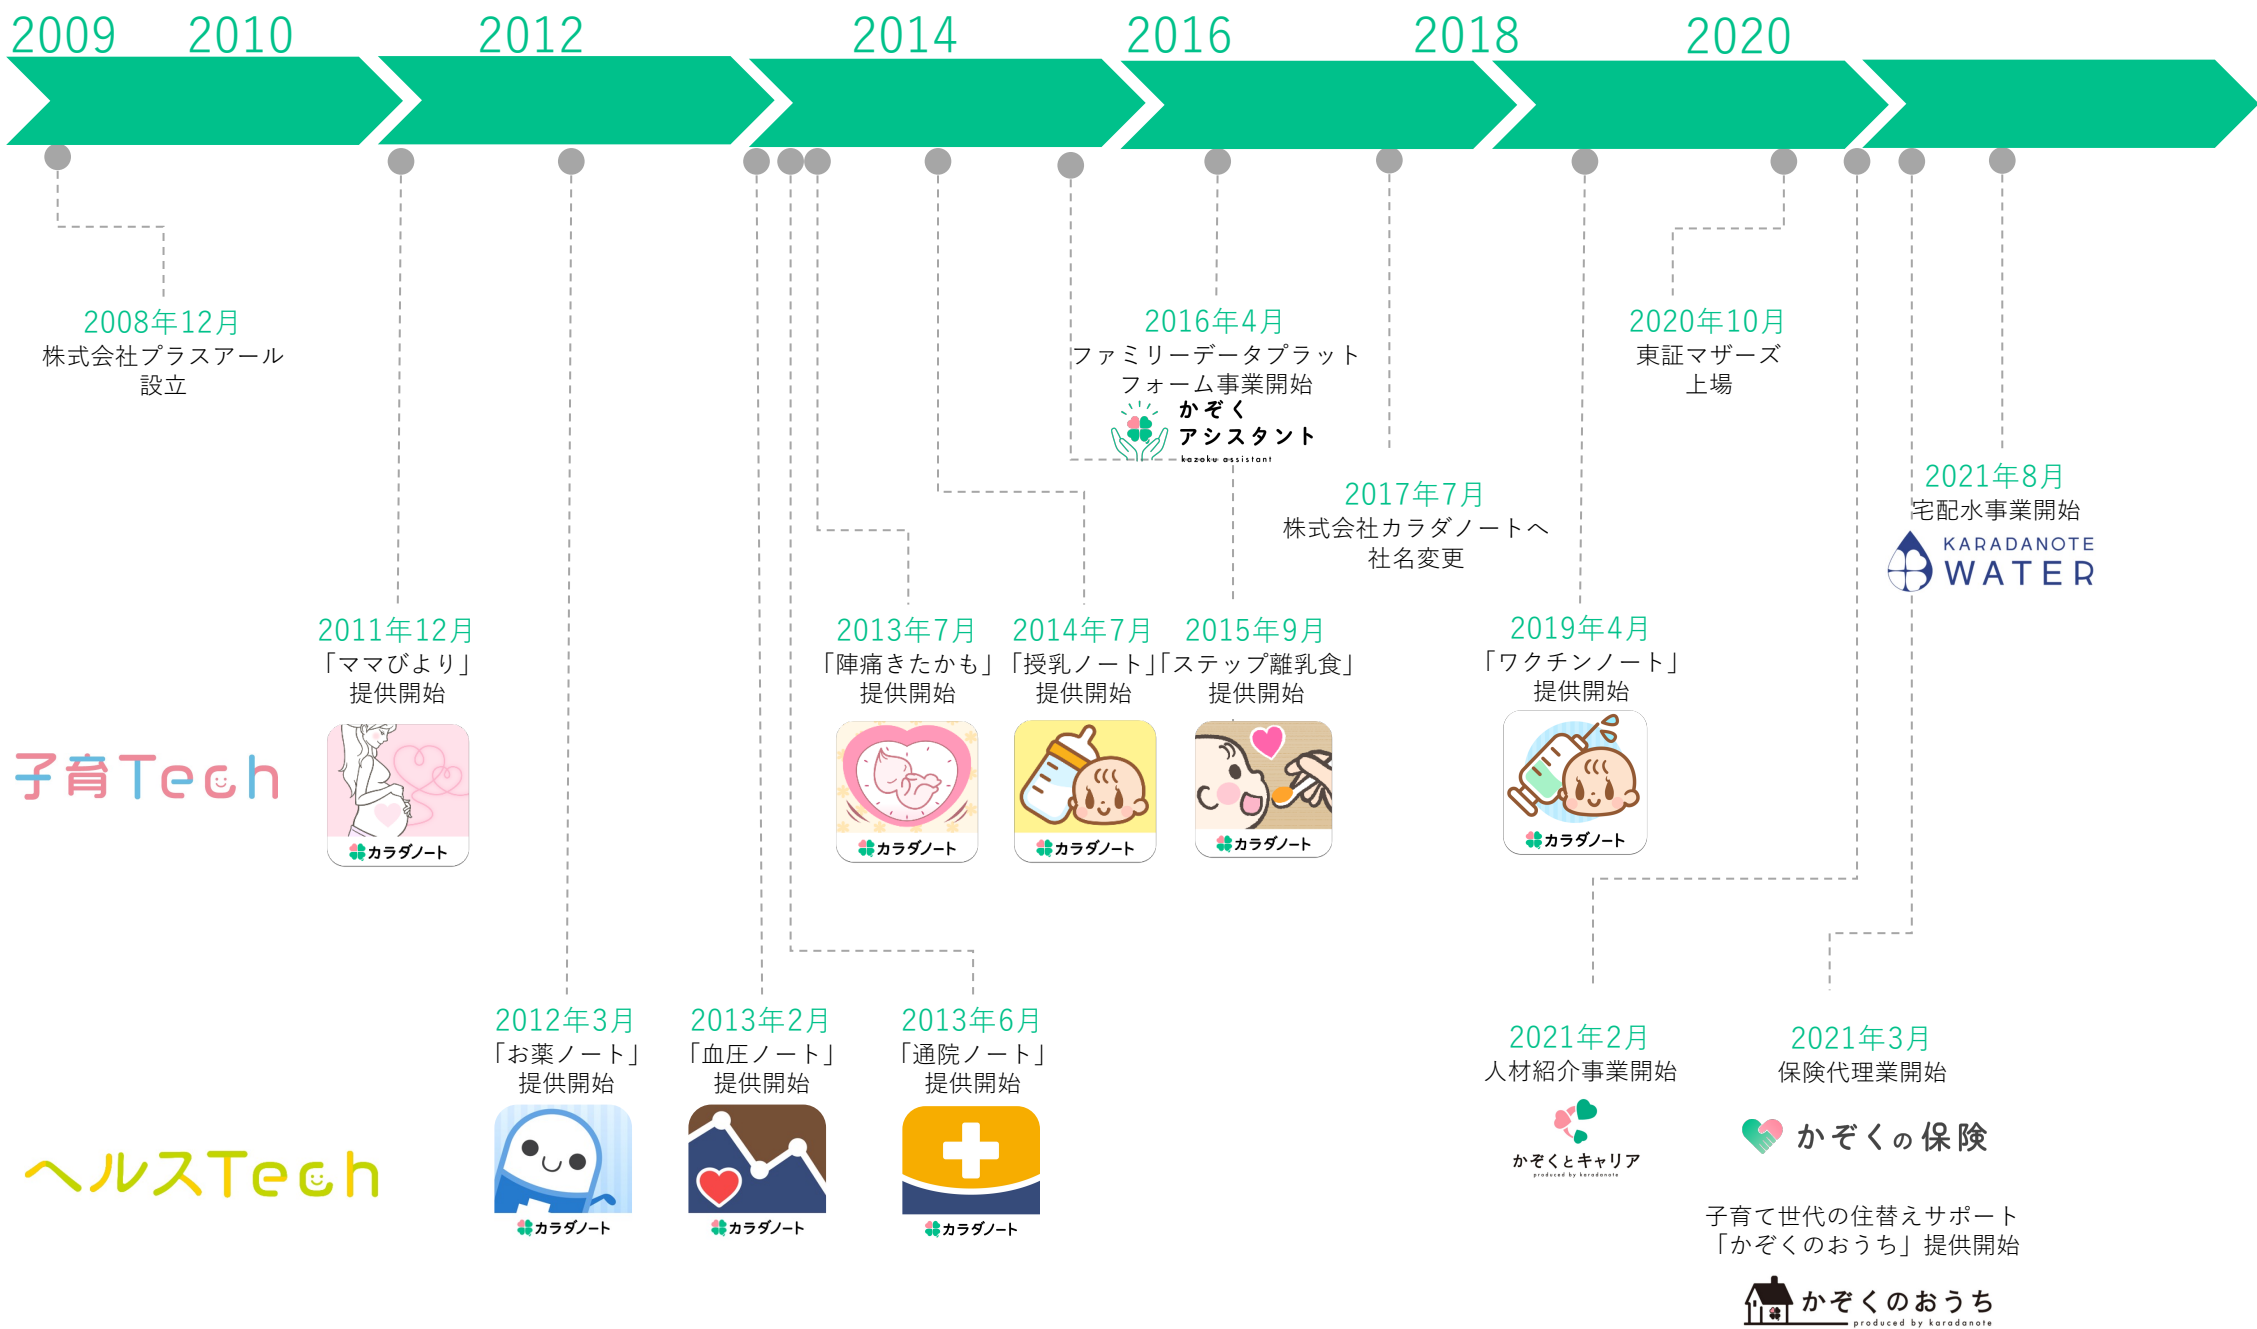 2009
2010
2012
2014
2016
2018
2020
2008年12月
株式会社プラスアール
設立
2016年4月
ファミリーデータプラット
フォーム事業開始
かぞく
アシスタント
kazoku assistant
2020年10月
東証マザーズ
上場
2017年7月
株式会社カラダノートへ
社名変更
2021年8月
宅配水事業開始
KARADANOTE
WATER
2011年12月
「ママびより」
提供開始
カラダノート
2013年7月
「陣痛きたかも」
提供開始
カラダノート
2014年7月
「授乳ノート」
提供開始
カラダノート
2015年9月
「ステップ離乳食」
提供開始
カラダノート
2019年4月
「ワクチンノート」
提供開始
カラダノート
子育Tech
2012年3月
「お薬ノート」
提供開始
カラダノート
2013年2月
「血圧ノート」
提供開始
カラダノート
2013年6月
「通院ノート」
提供開始
カラダノート
2021年2月
人材紹介事業開始
かぞくとキャリア
produced by karadanote
2021年3月
保険代理業開始
かぞくの保険
ヘルスTech
子育て世代の住替えサポート
「かぞくのおうち」提供開始
かぞくのおうち
produced by karadanote